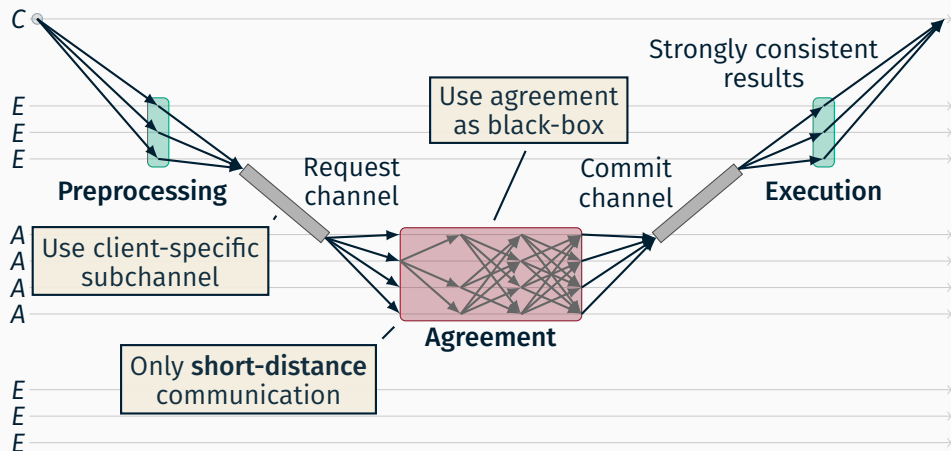 C
Strongly consistent
results
Use agreement
as black-box
E
E
E
Preprocessing
Request
channel
Commit
channel
Execution
A
A
A
A
Use client-specific
subchannel
Agreement
Only short-distance
communication
E
E
E